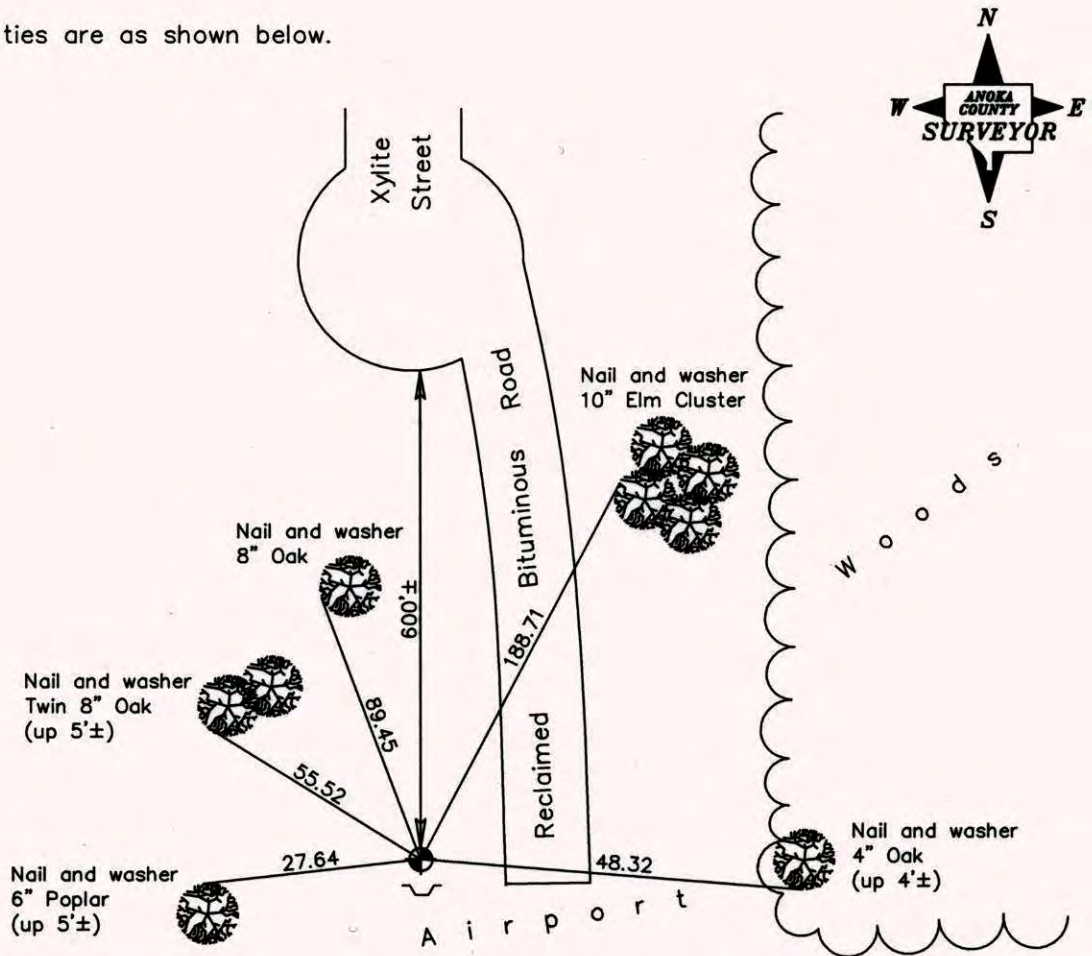 ties are as shown below.
N
W
ANOKA
COUNTY
E
SURVEYOR
S
Xylite
Street
Reclaimed Bituminous Road
Nail and washer
10" Elm Cluster
Woods
Nail and washer
8" Oak
600'±
188.71
89.45
Nail and washer
Twin 8" Oak
(up 5'±)
55.52
27.64
48.32
Nail and washer
4" Oak
(up 4'±)
Nail and washer
6" Poplar
(up 5'±)
Airport